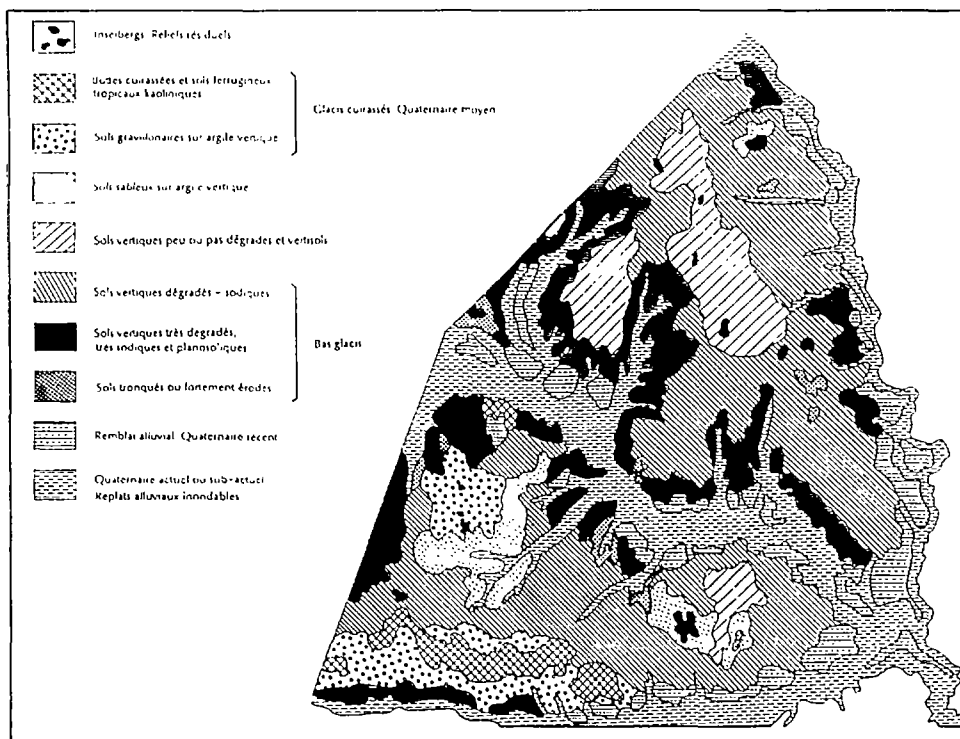 Inselbergs. Reliefs résiduels
Buttes cuirassées et sols ferrugineux
tropicaux kaoliniques
Glacis cuirassés. Quaternaire moyen
Sols gravillonaires sur argile vertique
Sols sableux sur argile vertique
Sols vertiques peu ou pas dégradés et vertisols
Sols vertiques dégradés – sodiques
Sols vertiques très dégradés,
très sodiques et planosoliques
Bas glacis
Sols tronqués ou fortement érodés
Remblai alluvial. Quaternaire récent
Quaternaire actuel ou sub-actuel
Replats alluviaux inondables